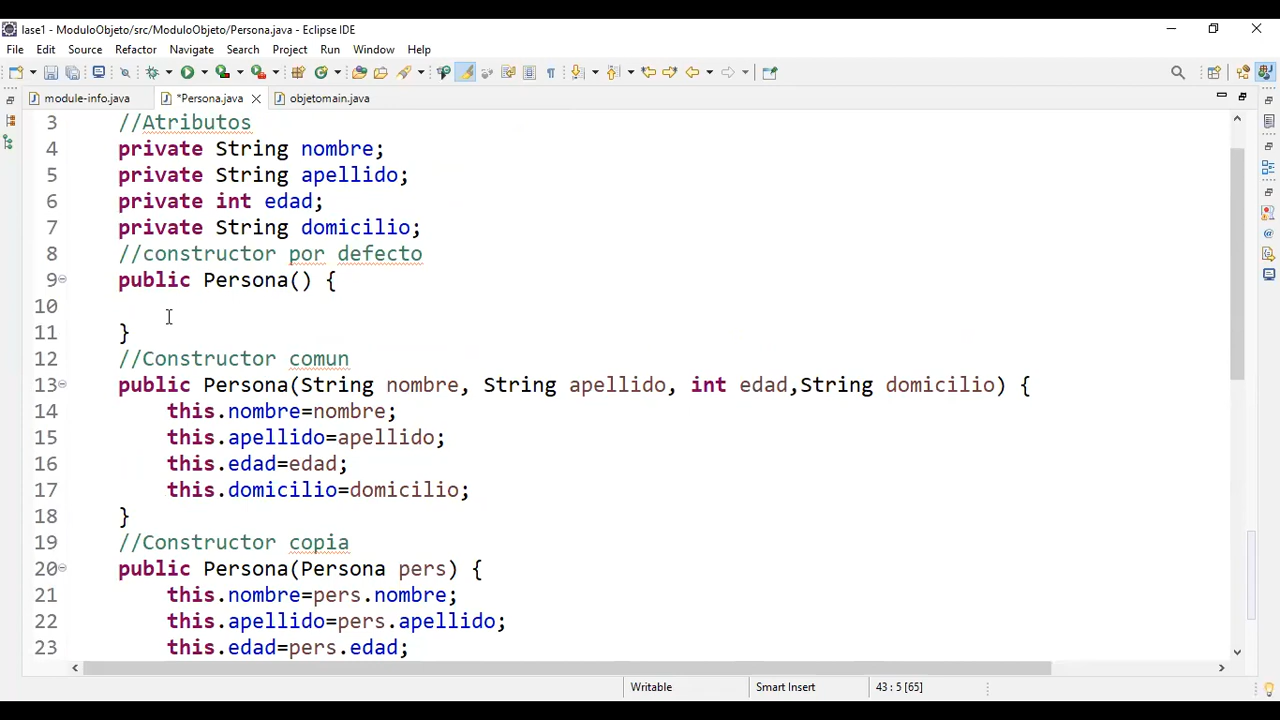 lase1 - ModuloObjeto/src/ModuloObjeto/Persona.java - Eclipse IDE
File Edit Source Refactor Navigate Search Project Run Window Help
module-info.java *Persona.java objetomain.java
3 //Atributos
4 private String nombre;
5 private String apellido;
6 private int edad;
7 private String domicilio;
8 //constructor por defecto
9 public Persona() {
10
11 }
12 //Constructor comun
13 public Persona(String nombre, String apellido, int edad,String domicilio) {
14 this.nombre=nombre;
15 this.apellido=apellido;
16 this.edad=edad;
17 this.domicilio=domicilio;
18 }
19 //Constructor copia
20 public Persona(Persona pers) {
21 this.nombre=pers.nombre;
22 this.apellido=pers.apellido;
23 this.edad=pers.edad;
Writable Smart Insert 43 : 5 [65]